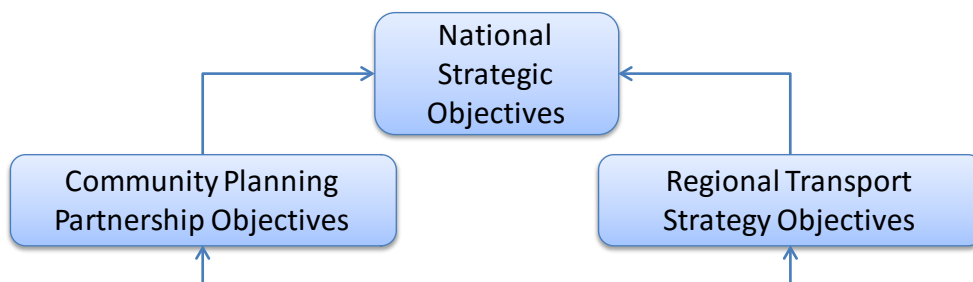 National
Strategic
Objectives
Community Planning
Partnership Objectives
Regional Transport
Strategy Objectives